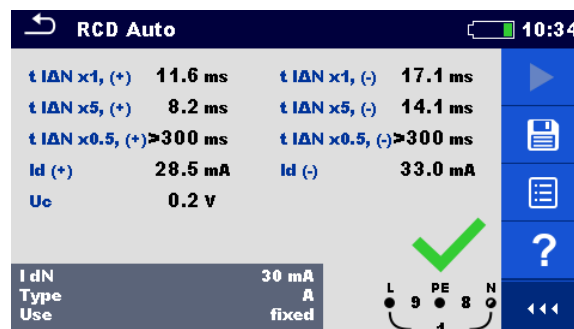 RCD Auto 10:34
t IΔN x1, (+) 11.6 ms t IΔN x1, (-) 17.1 ms
t IΔN x5, (+) 8.2 ms t IΔN x5, (-) 14.1 ms
t IΔN x0.5, (+) >300 ms t IΔN x0.5, (-) >300 ms
Id (+) 28.5 mA Id (-) 33.0 mA
Uc 0.2 V
?
I dN 30 mA
Type A
Use fixed
L PE N
9 8
1